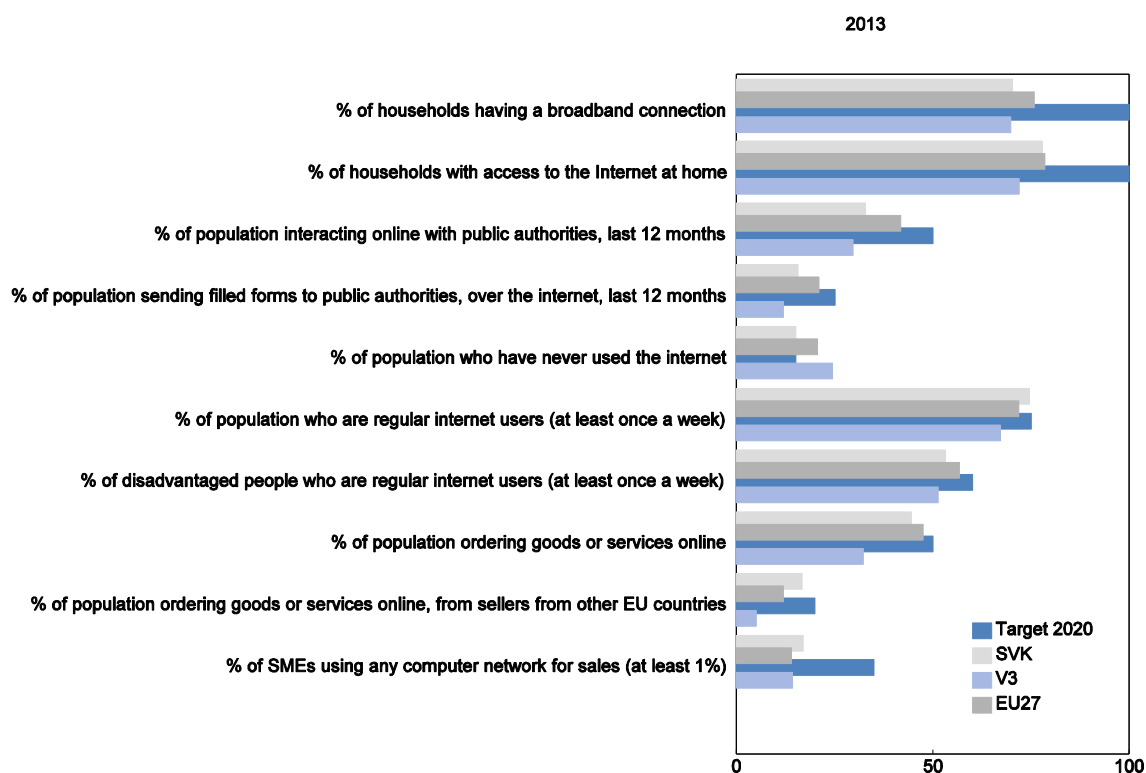 2013
% of households having a broadband connection
% of households with access to the Internet at home
% of population interacting online with public authorities, last 12 months
% of population sending filled forms to public authorities, over the internet, last 12 months
% of population who have never used the internet
% of population who are regular internet users (at least once a week)
% of disadvantaged people who are regular internet users (at least once a week)
% of population ordering goods or services online
% of population ordering goods or services online, from sellers from other EU countries
% of SMEs using any computer network for sales (at least 1%)
Target 2020
SVK
V3
EU27
0 50 100